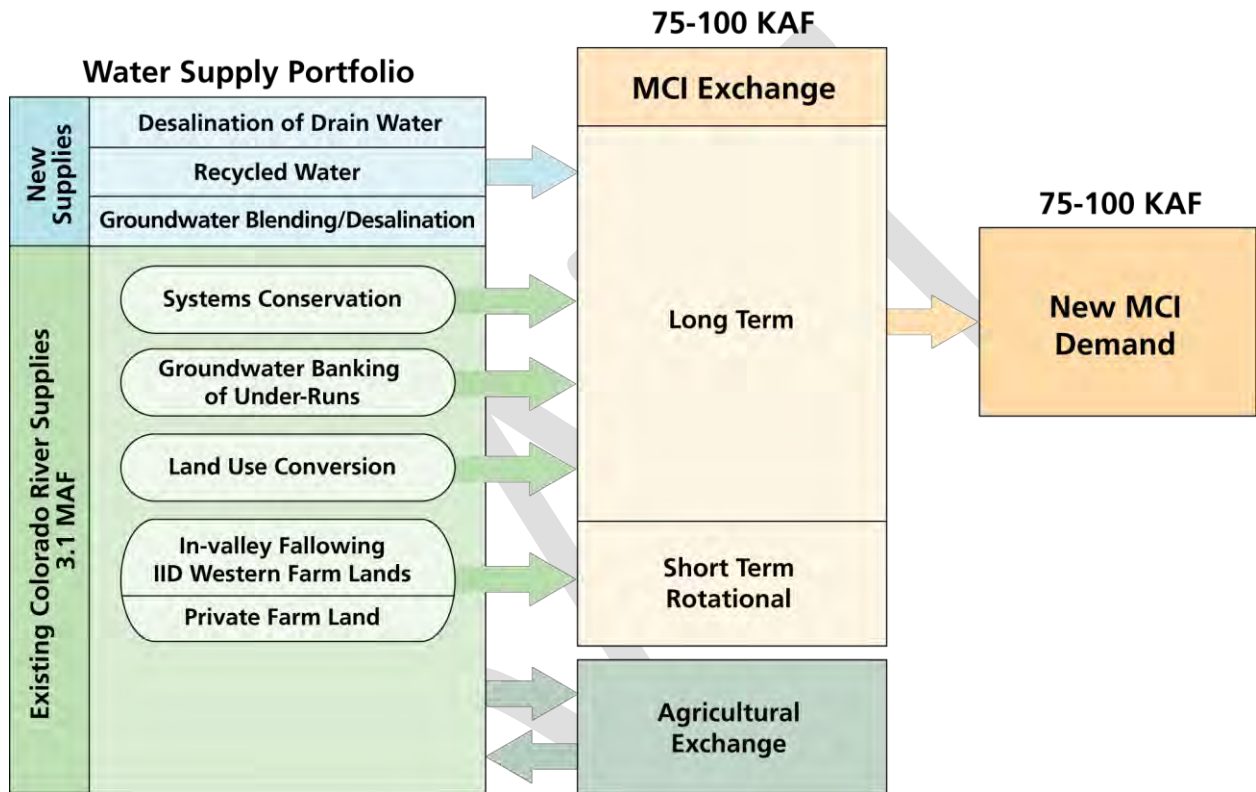 Water Supply Portfolio
New
Supplies
Desalination of Drain Water
Recycled Water
Groundwater Blending/Desalination
Existing Colorado River Supplies
3.1 MAF
Systems Conservation
Groundwater Banking
of Under-Runs
Land Use Conversion
In-valley Fallowing
IID Western Farm Lands
Private Farm Land
75-100 KAF
MCI Exchange
Long Term
Short Term
Rotational
Agricultural
Exchange
75-100 KAF
New MCI
Demand